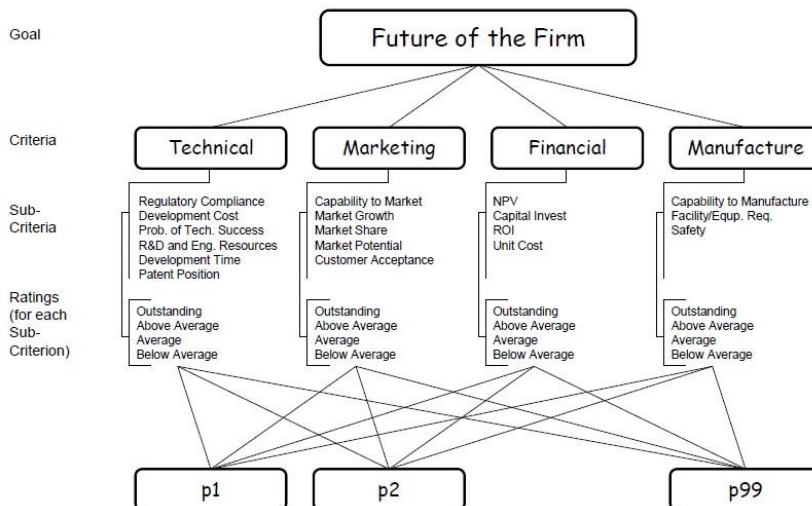 Goal
Future of the Firm
Criteria
Technical
Marketing
Financial
Manufacture
Sub-
Criteria
Regulatory Compliance
Development Cost
Prob. of Tech. Success
R&D and Eng. Resources
Development Time
Patent Position
Capability to Market
Market Growth
Market Share
Market Potential
Customer Acceptance
NPV
Capital Invest
ROI
Unit Cost
Capability to Manufacture
Facility/Equp. Req.
Safety
Ratings
(for each
Sub-
Criterion)
Outstanding
Above Average
Average
Below Average
Outstanding
Above Average
Average
Below Average
Outstanding
Above Average
Average
Below Average
Outstanding
Above Average
Average
Below Average
p1
p2
p99